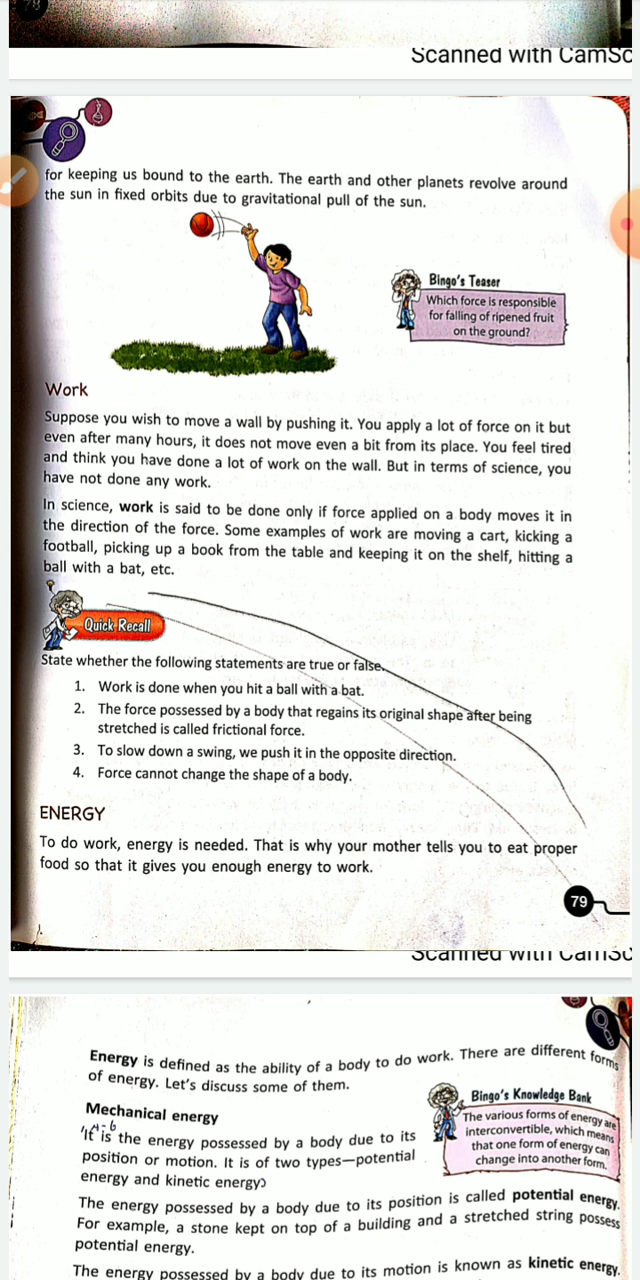 78
Scanned with CamSc
for keeping us bound to the earth. The earth and other planets revolve around
the sun in fixed orbits due to gravitational pull of the sun.
Bingo's Teaser
Which force is responsible
for falling of ripened fruit
on the ground?
Work
Suppose you wish to move a wall by pushing it. You apply a lot of force on it but
even after many hours, it does not move even a bit from its place. You feel tired
and think you have done a lot of work on the wall. But in terms of science, you
have not done any work.
In science, work is said to be done only if force applied on a body moves it in
the direction of the force. Some examples of work are moving a cart, kicking a
football, picking up a book from the table and keeping it on the shelf, hitting a
ball with a bat, etc.
Quick Recall
State whether the following statements are true or false.
1. Work is done when you hit a ball with a bat.
2. The force possessed by a body that regains its original shape after being
stretched is called frictional force.
3. To slow down a swing, we push it in the opposite direction.
4. Force cannot change the shape of a body.
ENERGY
To do work, energy is needed. That is why your mother tells you to eat proper
food so that it gives you enough energy to work.
79
Scanned with CamSc
Energy is defined as the ability of a body to do work. There are different forms
of energy. Let's discuss some of them.
Bingo's Knowledge Bank
The various forms of energy are
interconvertible, which means
that one form of energy can
change into another form.
Mechanical energy
It is the energy possessed by a body due to its
position or motion. It is of two types—potential
energy and kinetic energy
The energy possessed by a body due to its position is called potential energy.
For example, a stone kept on top of a building and a stretched string possess
potential energy.
The energy possessed by a body due to its motion is known as kinetic energy.